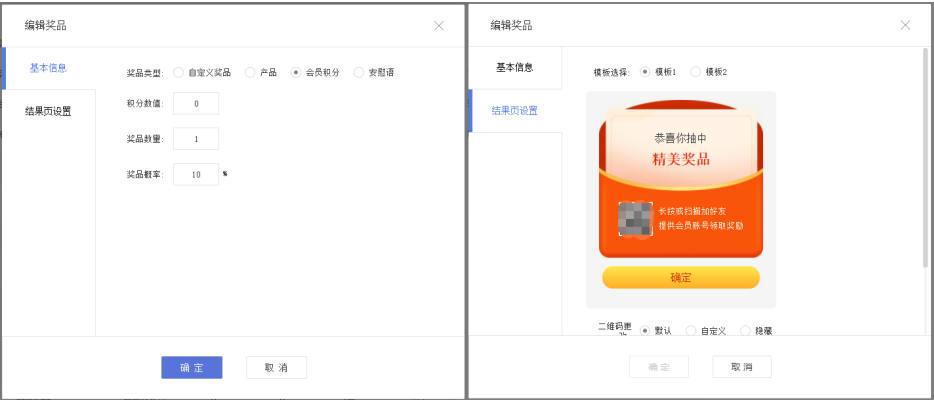 编辑奖品
基本信息
结果页设置
奖品类型: 自定义奖品 产品 会员积分 安慰语
积分数值: 0
奖品数量: 1
奖品概率: 10 %
确 定 取 消
编辑奖品
基本信息
结果页设置
模板选择: 模板1 模板2
恭喜你抽中
精美奖品
长按或扫描加好友
提供会员账号领取奖励
确定
二维码更
默认 自定义 隐藏
确 定 取 消